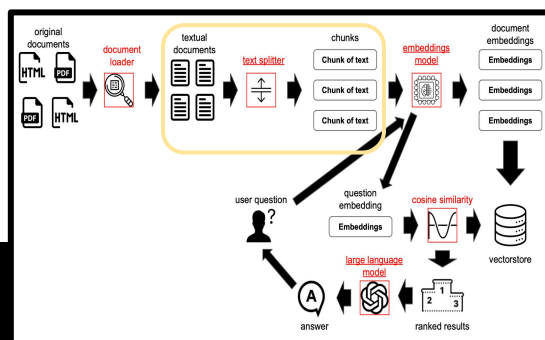 original
documents
HTML
PDF
PDF
HTML
document
loader
textual
documents
text splitter
chunks
Chunk of text
Chunk of text
Chunk of text
embeddings
model
document
embeddings
Embeddings
Embeddings
Embeddings
user question
?
question
embedding
Embeddings
cosine similarity
vectorstore
large language
model
A
answer
1
2
3
ranked results